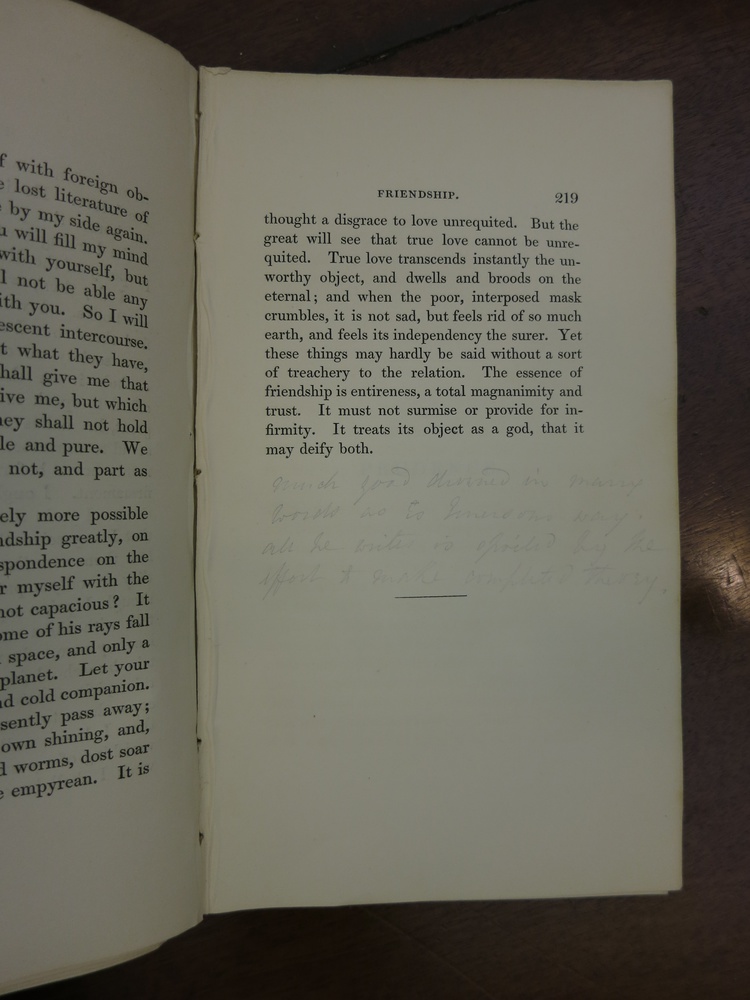 f with foreign ob-
lost literature of
by my side again.
will fill my mind
with yourself, but
not be able any
ith you. So I will
escent intercourse.
t what they have,
hall give me that
ive me, but which
ey shall not hold
le and pure. We
not, and part as
ely more possible
ndship greatly, on
spondence on the
r myself with the
not capacious? It
ome of his rays fall
space, and only a
planet. Let your
d cold companion.
sently pass away;
own shining, and,
d worms, dost soar
empyrean. It is
FRIENDSHIP. 219
thought a disgrace to love unrequited. But the
great will see that true love cannot be unre-
quited. True love transcends instantly the un-
worthy object, and dwells and broods on the
eternal; and when the poor, interposed mask
crumbles, it is not sad, but feels rid of so much
earth, and feels its independency the surer. Yet
these things may hardly be said without a sort
of treachery to the relation. The essence of
friendship is entireness, a total magnanimity and
trust. It must not surmise or provide for in-
firmity. It treats its object as a god, that it
may deify both.
much good in many
words as to way.
all he writes is spoiled by the
effort to make out a theory.